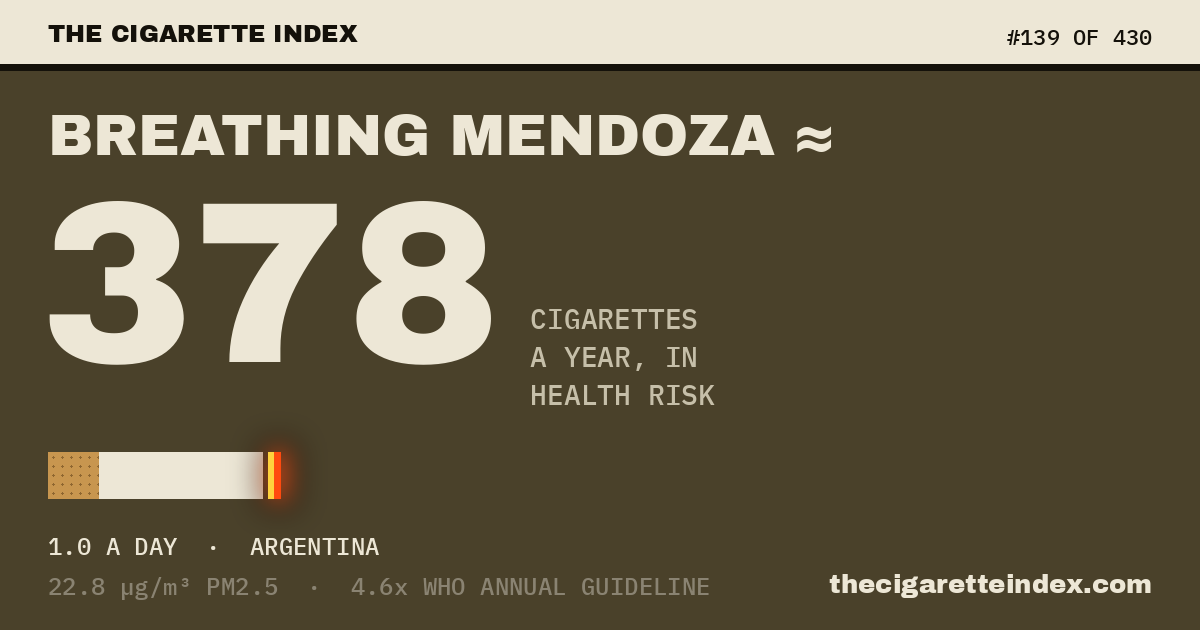 THE CIGARETTE INDEX
#139 OF 430
BREATHING MENDOZA ≈
378
CIGARETTES
A YEAR, IN
HEALTH RISK
1.0 A DAY · ARGENTINA
22.8 µg/m³ PM2.5 · 4.6x WHO ANNUAL GUIDELINE
thecigaretteindex.com